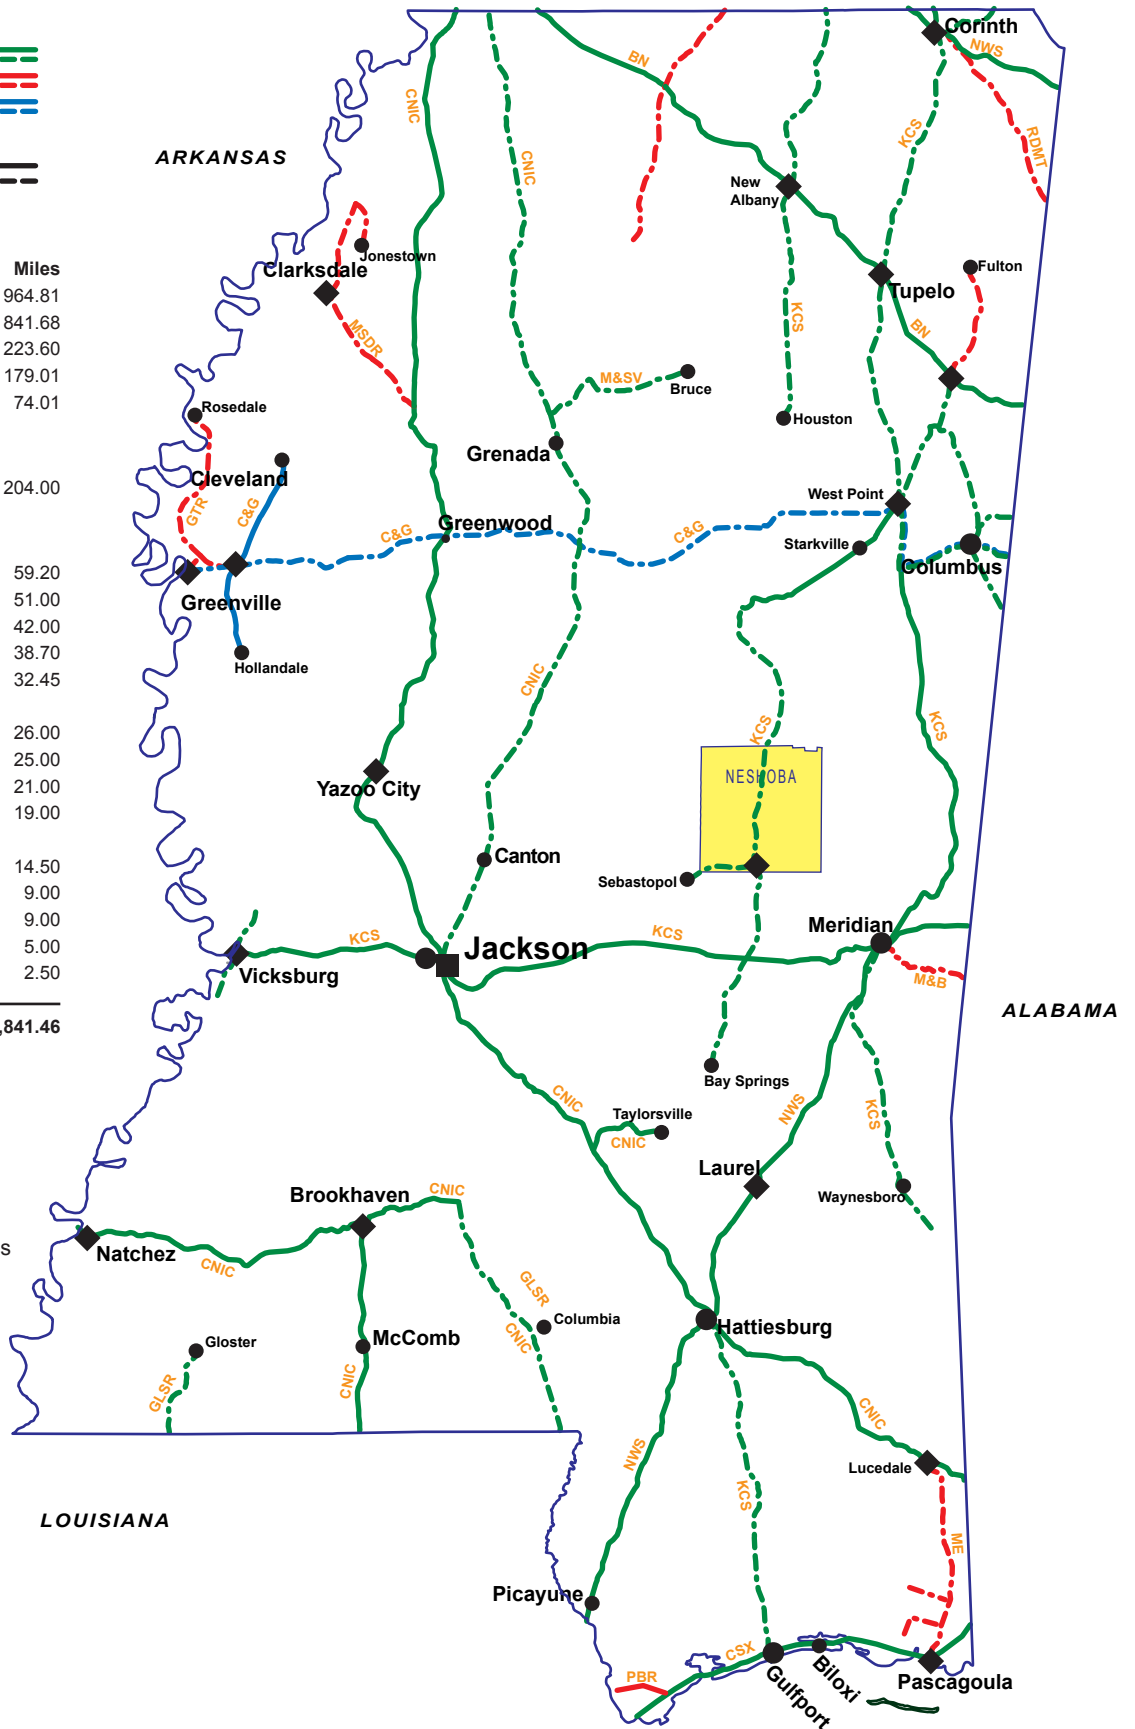 Miles
964.81
841.68
223.60
179.01
74.01
204.00
59.20
51.00
42.00
38.70
32.45
26.00
25.00
21.00
19.00
14.50
9.00
9.00
5.00
2.50
,841.46
S
ARKANSAS
ALABAMA
LOUISIANA
Corinth
NWS
BN
CNIC
KCS
RDMT
CNIC
New
Albany
Jonestown
Clarksdale
Fulton
Tupelo
MSDR
KCS
BN
M&SV
Bruce
Rosedale
Houston
Grenada
Cleveland
West Point
GTR
C&G
C&G
Greenwood
C&G
Starkville
Columbus
Greenville
Hollandale
CNIC
KCS
KCS
NESHOBA
Yazoo City
Canton
Sebastopol
Meridian
KCS
KCS
Jackson
Vicksburg
M&B
Bay Springs
CNIC
NWS
KCS
Taylorsville
CNIC
Laurel
Waynesboro
Brookhaven
CNIC
Natchez
CNIC
GLSR
Columbia
Hattiesburg
CNIC
Gloster
McComb
GLSR
CNIC
CNIC
NWS
Lucedale
KCS
ME
Picayune
CSX
PBR
Gulfport
Biloxi
Pascagoula